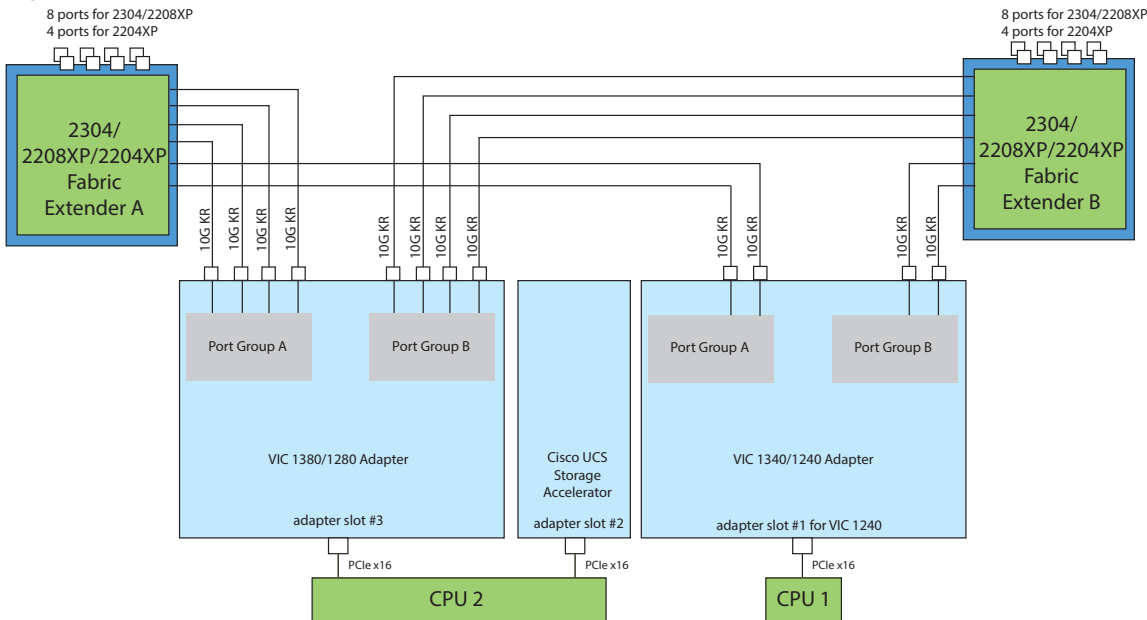 8 ports for 2304/2208XP
4 ports for 2204XP
8 ports for 2304/2208XP
4 ports for 2204XP
2304/
2208XP/2204XP
Fabric
Extender A
2304/
2208XP/2204XP
Fabric
Extender B
10G KR
10G KR
10G KR
10G KR
10G KR
10G KR
10G KR
10G KR
10G KR
10G KR
10G KR
10G KR
Port Group A
Port Group B
Port Group A
Port Group B
VIC 1380/1280 Adapter
Cisco UCS
Storage
Accelerator
VIC 1340/1240 Adapter
adapter slot #3
adapter slot #2
adapter slot #1 for VIC 1240
PCIe x16
PCIe x16
PCIe x16
CPU 2
CPU 1